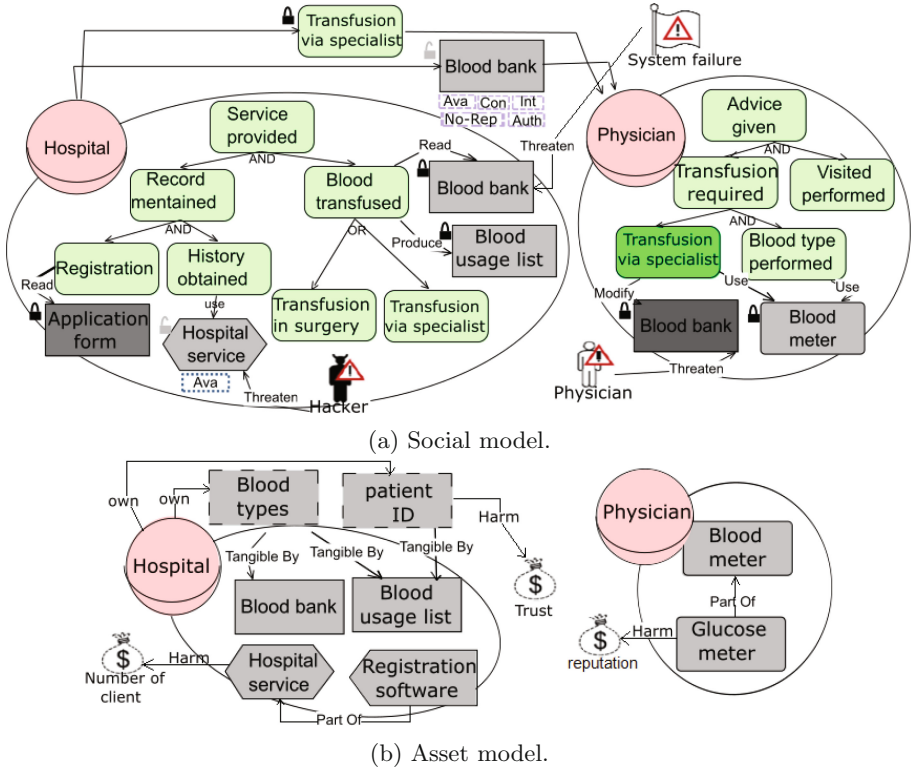 Transfusion
via specialist
System failure
Blood bank
Ava
Con
Int
No-Rep
Auth
Hospital
Service
provided
AND
Read
Threaten
Blood bank
Record
mentained
Blood
transfused
AND
OR
Produce
Blood
usage list
Registration
History
obtained
Read
use
Application
form
Hospital
service
Transfusion
in surgery
Transfusion
via specialist
Ava
Threaten
Hacker
Physician
Advice
given
AND
Transfusion
required
Visited
performed
AND
Transfusion
via specialist
Blood type
performed
Modify
Use
Use
Blood bank
Blood
meter
Physician
Threaten
(a) Social model.
own
own
Blood
types
patient
ID
Harm
Hospital
Tangible By
Tangible By
Tangible By
Trust
Blood bank
Blood
usage list
Harm
Number of
client
Hospital
service
Registration
software
Part Of
Physician
Blood
meter
Part Of
Harm
Glucose
meter
reputation
(b) Asset model.